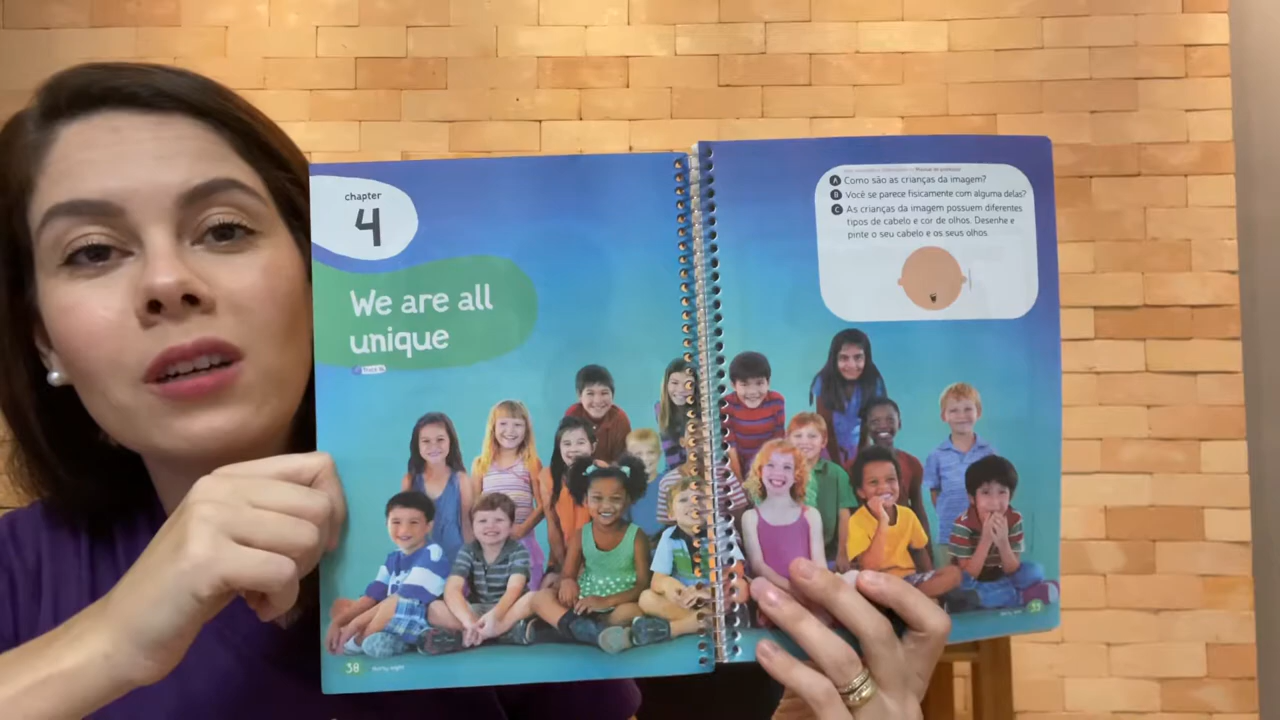 chapter
4
We are all
unique
A Como são as crianças da imagem?
B Você se parece fisicamente com alguma delas?
C As crianças da imagem possuem diferentes
tipos de cabelo e cor de olhos. Desenhe e
pinte o seu cabelo e os seus olhos.
38
39